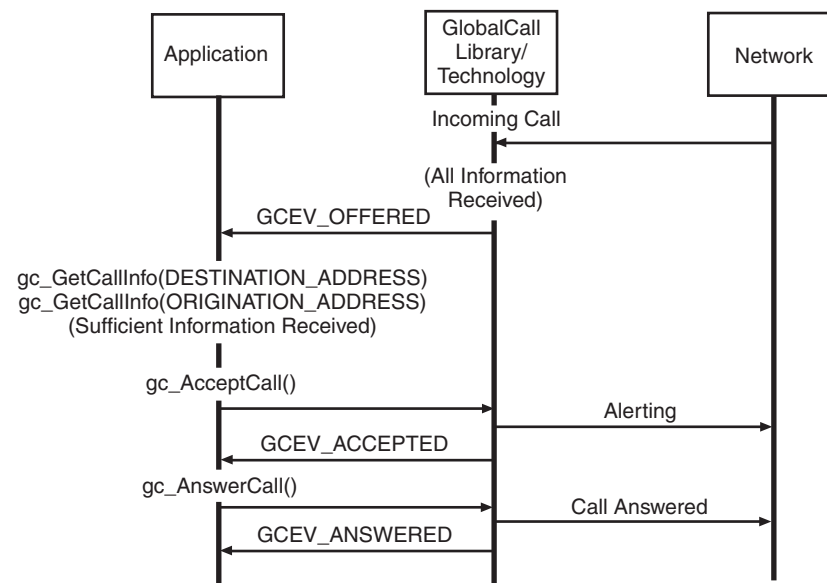 Application
GlobalCall
Library/
Technology
Network
Incoming Call
(All Information
Received)
GCEV_OFFERED
gc_GetCallInfo(DESTINATION_ADDRESS)
gc_GetCallInfo(ORIGINATION_ADDRESS)
(Sufficient Information Received)
gc_AcceptCall()
Alerting
GCEV_ACCEPTED
gc_AnswerCall()
Call Answered
GCEV_ANSWERED